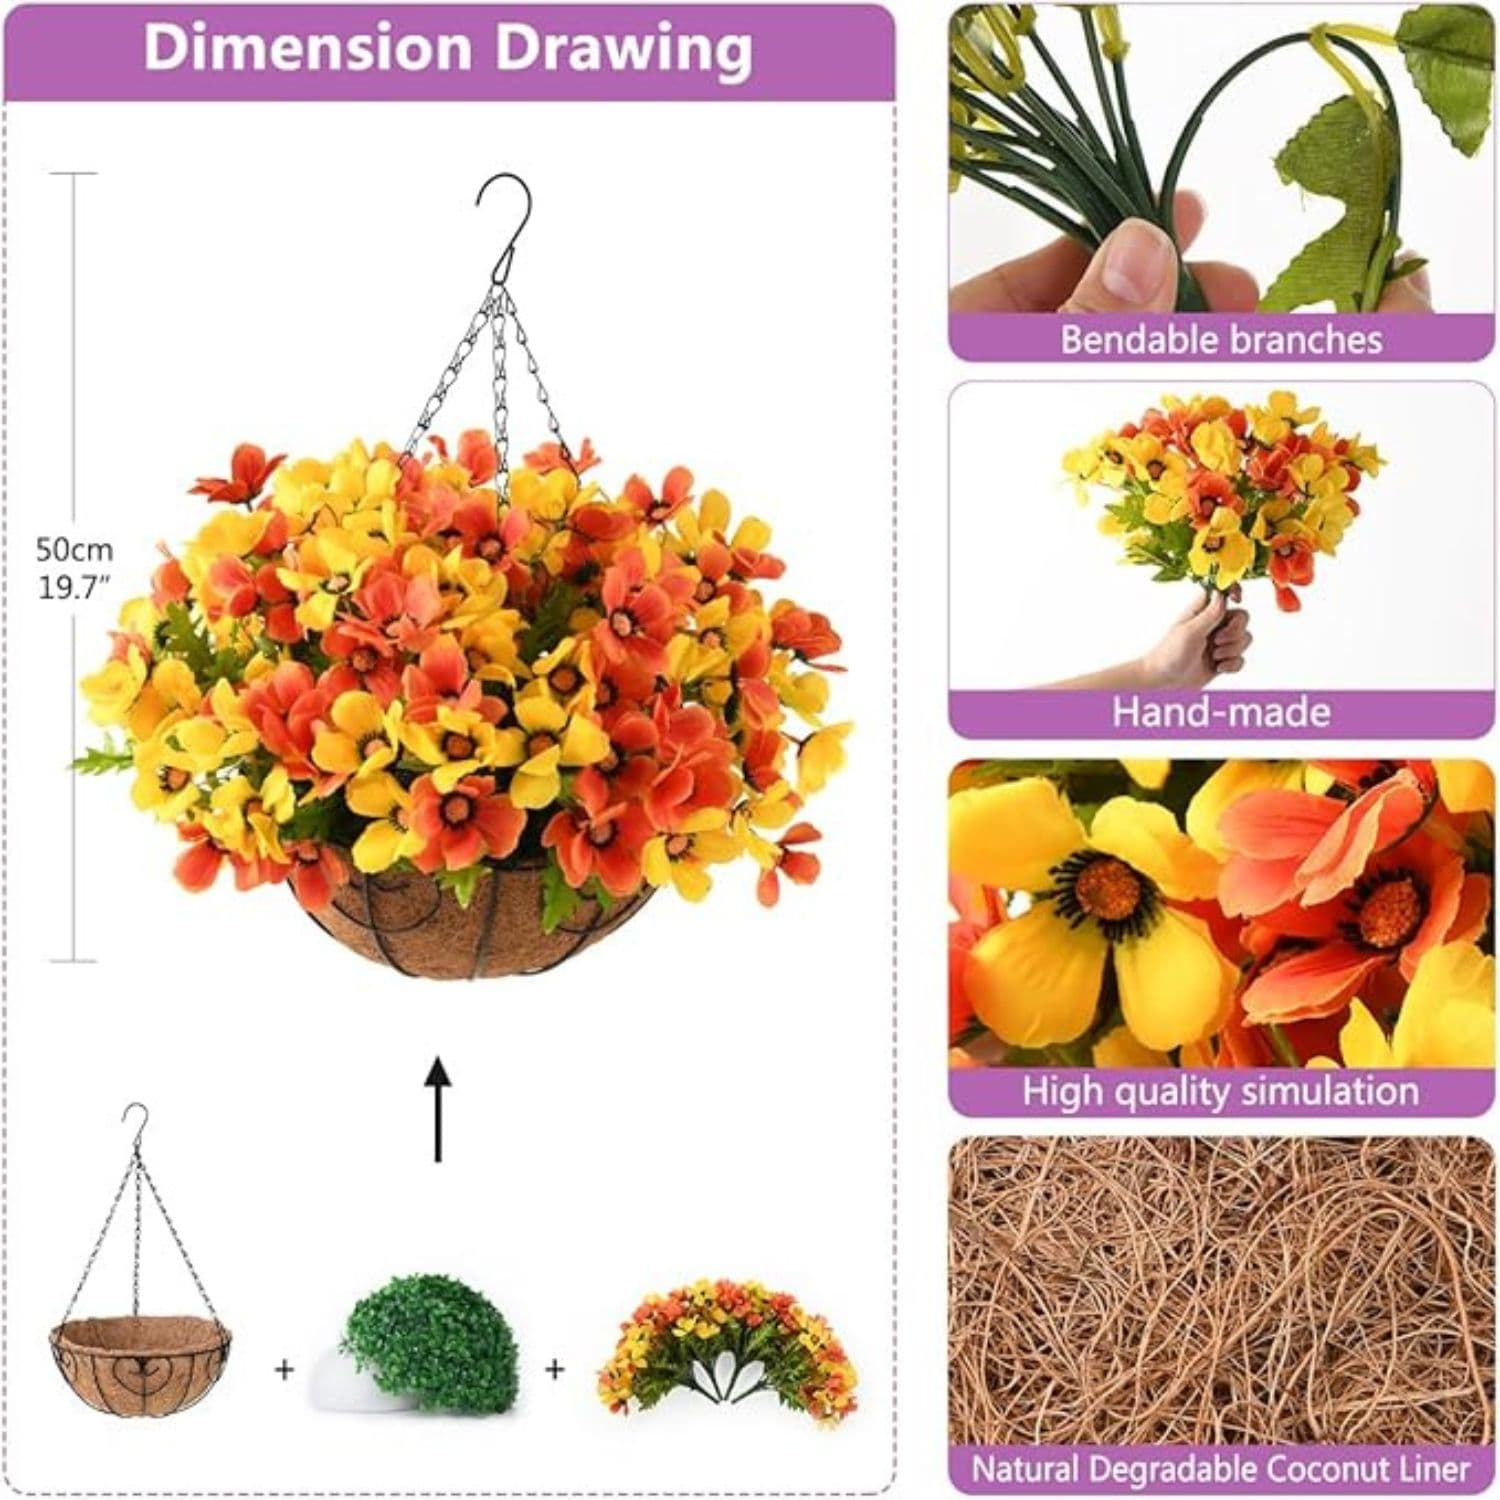 Dimension Drawing
50cm
19.7”
+
+
Bendable branches
Hand-made
High quality simulation
Natural Degradable Coconut Liner